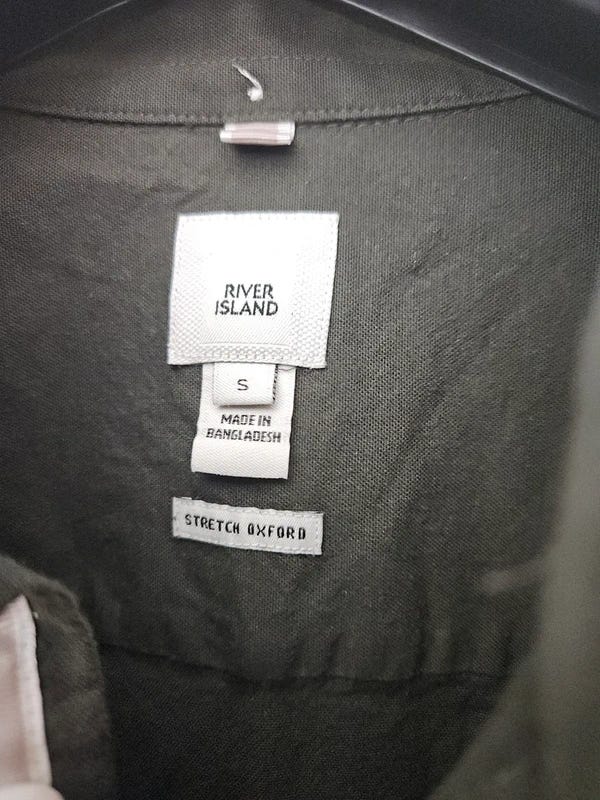 RIVER
ISLAND
S
MADE IN
BANGLADESH
STRETCH OXFORD